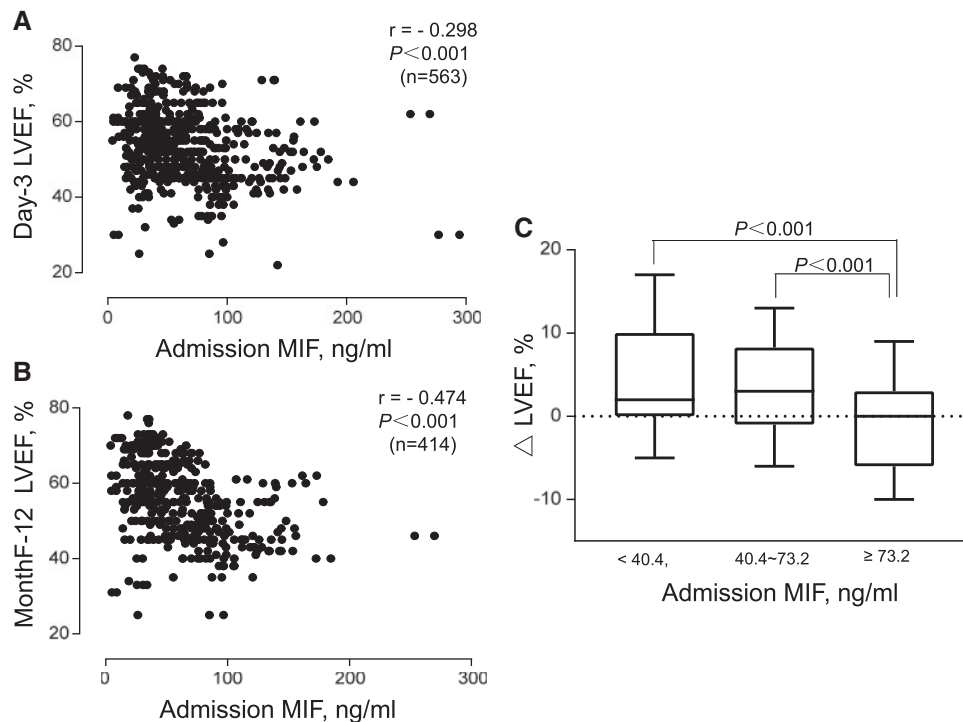 A
r = - 0.298
P<0.001
(n=563)
80
60
40
20
Day-3 LVEF, %
0
100
200
300
Admission MIF, ng/ml
B
r = - 0.474
P<0.001
(n=414)
80
60
40
20
MonthF-12 LVEF, %
0
100
200
300
Admission MIF, ng/ml
C
P<0.001
P<0.001
20
10
0
-10
△ LVEF, %
< 40.4,
40.4~73.2
≥ 73.2
Admission MIF, ng/ml